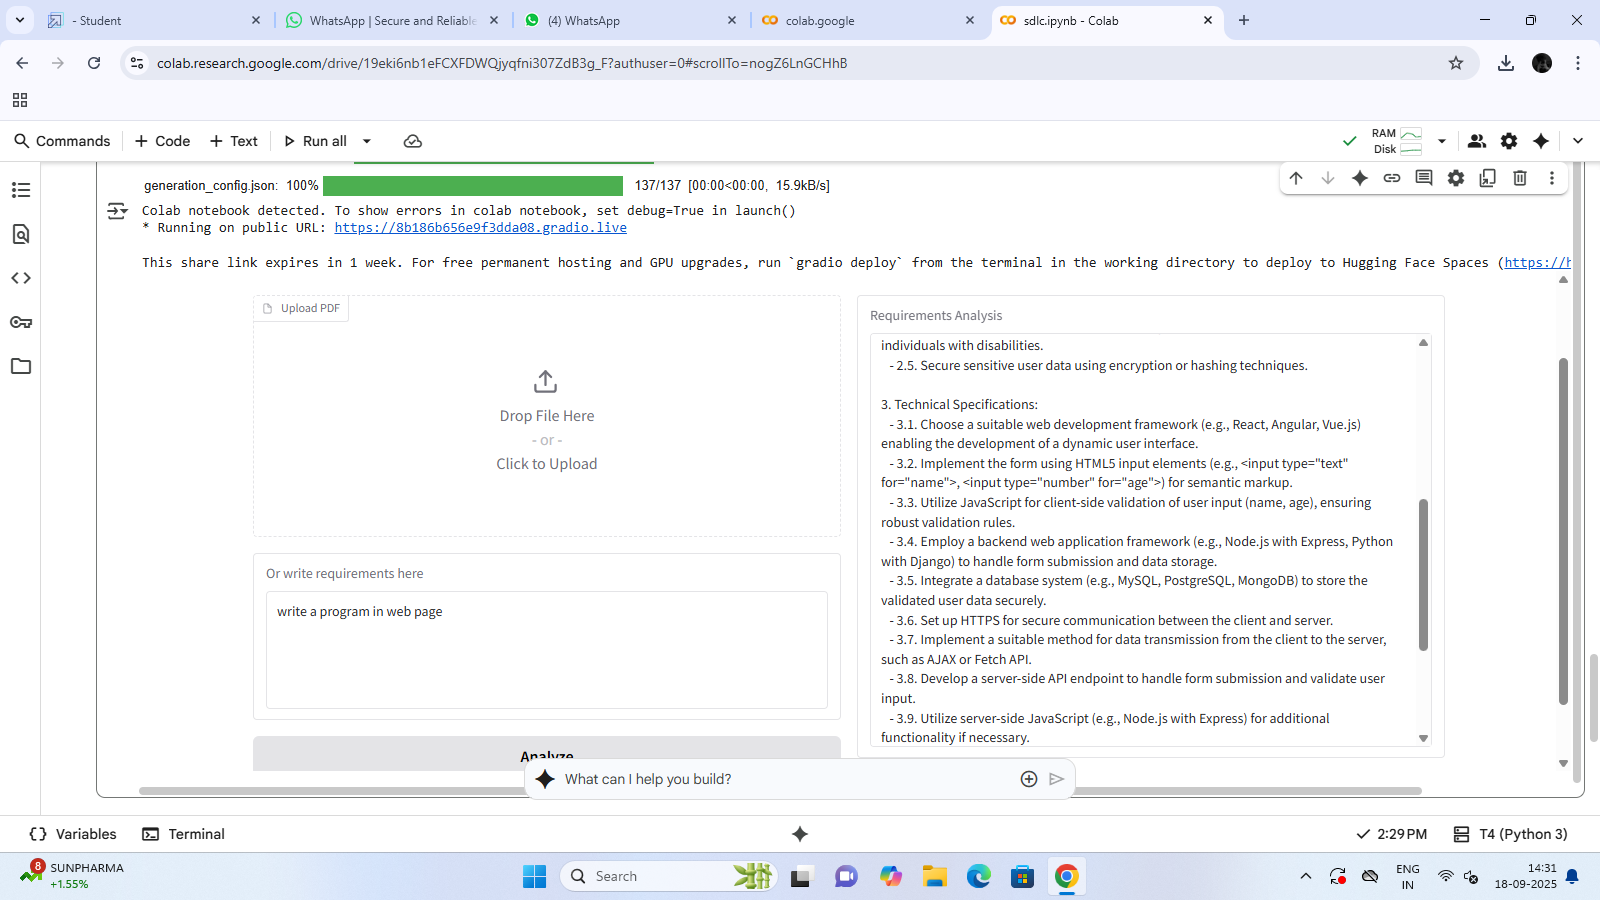 - Student
WhatsApp | Secure and Reliable
(4) WhatsApp
colab.google
sdlc.ipynb - Colab
colab.research.google.com/drive/19eki6nb1eFCXFDWQjyqfni307ZdB3g_F?authuser=0#scrollTo=nogZ6LnGCHhB
Commands
Code
Text
Run all
RAM
Disk
generation_config.json: 100%
137/137 [00:00<00:00, 15.9kB/s]
Colab notebook detected. To show errors in colab notebook, set debug=True in launch()
* Running on public URL: https://8b186b656e9f3dda08.gradio.live
This share link expires in 1 week. For free permanent hosting and GPU upgrades, run `gradio deploy` from the terminal in the working directory to deploy to Hugging Face Spaces (https://h
Upload PDF
Drop File Here
- or -
Click to Upload
Or write requirements here
write a program in web page
Analyze
Requirements Analysis
individuals with disabilities.
- 2.5. Secure sensitive user data using encryption or hashing techniques.
3. Technical Specifications:
- 3.1. Choose a suitable web development framework (e.g., React, Angular, Vue.js)
enabling the development of a dynamic user interface.
- 3.2. Implement the form using HTML5 input elements (e.g., <input type="text"
for="name">, <input type="number" for="age">) for semantic markup.
- 3.3. Utilize JavaScript for client-side validation of user input (name, age), ensuring
robust validation rules.
- 3.4. Employ a backend web application framework (e.g., Node.js with Express, Python
with Django) to handle form submission and data storage.
- 3.5. Integrate a database system (e.g., MySQL, PostgreSQL, MongoDB) to store the
validated user data securely.
- 3.6. Set up HTTPS for secure communication between the client and server.
- 3.7. Implement a suitable method for data transmission from the client to the server,
such as AJAX or Fetch API.
- 3.8. Develop a server-side API endpoint to handle form submission and validate user
input.
- 3.9. Utilize server-side JavaScript (e.g., Node.js with Express) for additional
functionality if necessary.
What can I help you build?
Variables
Terminal
2:29 PM
T4 (Python 3)
8
SUNPHARMA
+1.55%
Search
ENG
IN
14:31
18-09-2025